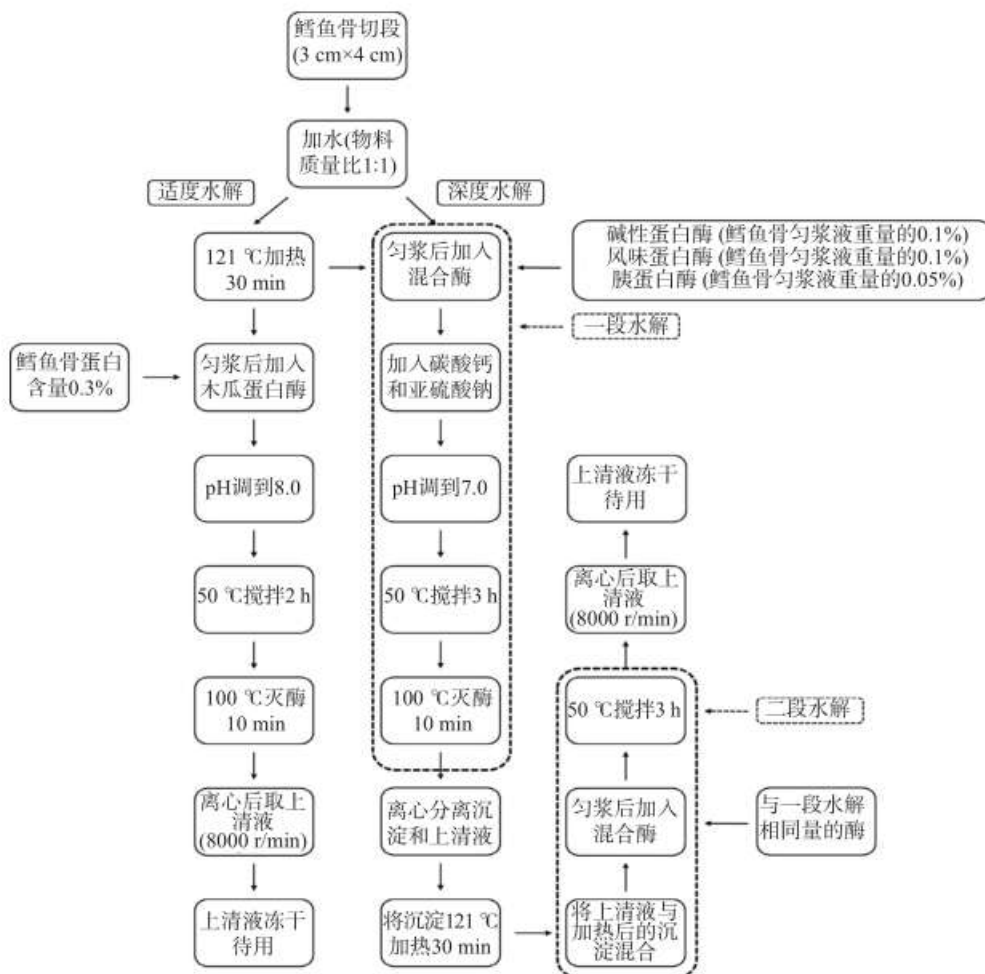 鳕鱼骨切段
(3 cm×4 cm)
加水(物料
质量比1:1)
适度水解
深度水解
121 ℃加热
30 min
匀浆后加入
混合酶
碱性蛋白酶 (鳕鱼骨匀浆液重量的0.1%)
风味蛋白酶 (鳕鱼骨匀浆液重量的0.1%)
胰蛋白酶 (鳕鱼骨匀浆液重量的0.05%)
一段水解
鳕鱼骨蛋白
含量0.3%
匀浆后加入
木瓜蛋白酶
加入碳酸钙
和亚硫酸钠
pH调到8.0
pH调到7.0
上清液冻干
待用
50 ℃搅拌2 h
50 ℃搅拌3 h
离心后取上
清液
(8000 r/min)
100 ℃灭酶
10 min
100 ℃灭酶
10 min
50 ℃搅拌3 h
二段水解
离心后取上
清液
(8000 r/min)
离心分离沉
淀和上清液
匀浆后加入
混合酶
与一段水解
相同量的酶
上清液冻干
待用
将沉淀121 ℃
加热30 min
将上清液与
加热后的沉
淀混合